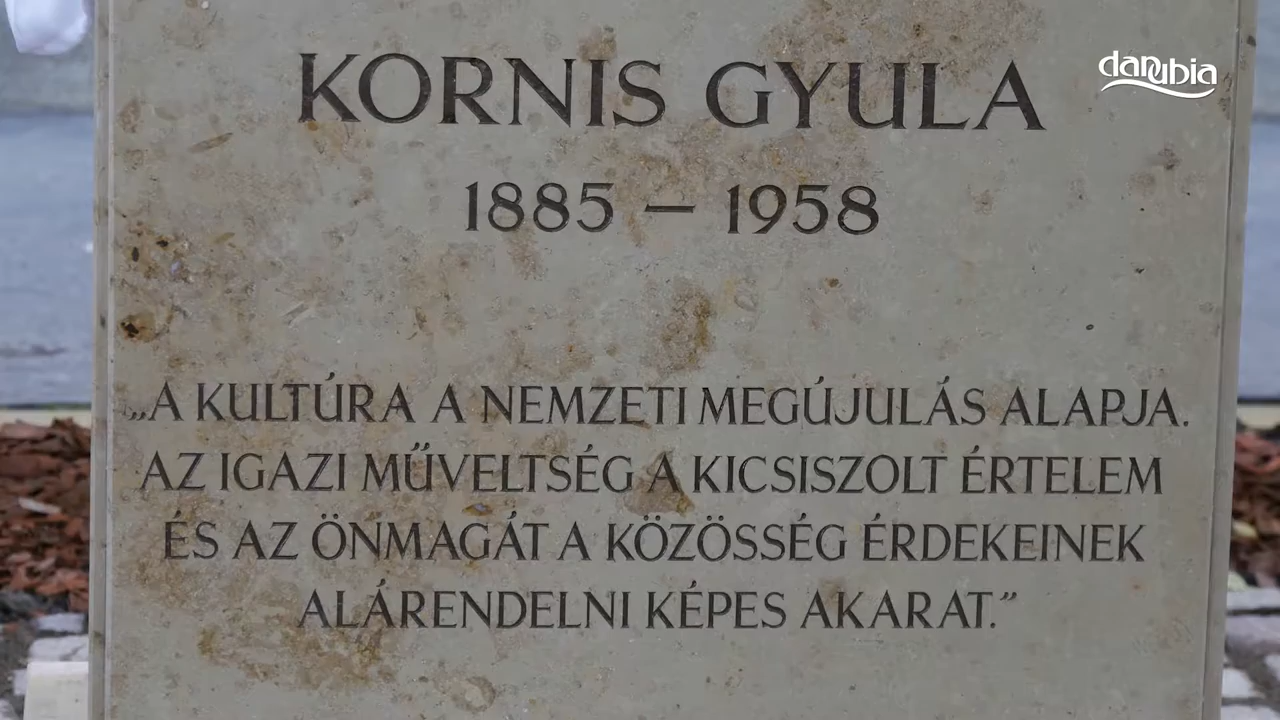 danubia
KORNIS GYULA
1885 – 1958
„A KULTÚRA A NEMZETI MEGÚJULÁS ALAPJA.
AZ IGAZI MŰVELTSÉG A KICSISZOLT ÉRTELEM
ÉS AZ ÖNMAGÁT A KÖZÖSSÉG ÉRDEKEINEK
ALÁRENDELNI KÉPES AKARAT.”